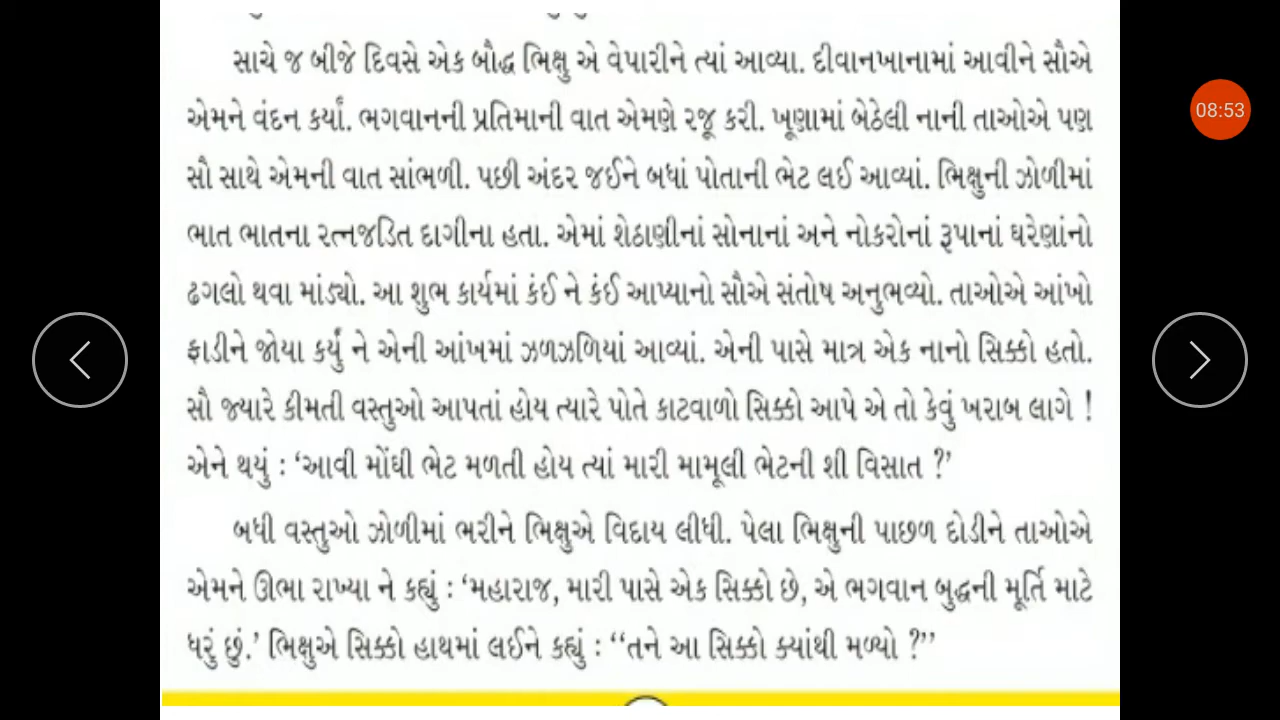 સાચે જ બીજે દિવસે એક બૌદ્ધ ભિક્ષુ એ વેપારીને ત્યાં આવ્યા. દીવાનખાનામાં આવીને સૌએ
એમને વંદન કર્યાં. ભગવાનની પ્રતિમાની વાત એમણે રજૂ કરી. ખૂણામાં બેઠેલી નાની તાઓએ પણ
સૌ સાથે એમની વાત સાંભળી. પછી અંદર જઈને બધાં પોતાની ભેટ લઈ આવ્યાં. ભિક્ષુની ઝોળીમાં
ભાત ભાતના રત્નજડિત દાગીના હતા. એમાં શેઠાણીનાં સોનાનાં અને નોકરોનાં રૂપાનાં ઘરેણાંનો
ઢગલો થવા માંડ્યો. આ શુભ કાર્યમાં કંઈ ને કંઈ આપ્યાનો સૌએ સંતોષ અનુભવ્યો. તાઓએ આંખો
ફાડીને જોયા કર્યું ને એની આંખમાં ઝળઝળિયાં આવ્યાં. એની પાસે માત્ર એક નાનો સિક્કો હતો.
સૌ જ્યારે કીમતી વસ્તુઓ આપતાં હોય ત્યારે પોતે કાટવાળો સિક્કો આપે એ તો કેવું ખરાબ લાગે !
એને થયું : ‘આવી મોંઘી ભેટ મળતી હોય ત્યાં મારી મામૂલી ભેટની શી વિસાત ?’
બધી વસ્તુઓ ઝોળીમાં ભરીને ભિક્ષુએ વિદાય લીધી. પેલા ભિક્ષુની પાછળ દોડીને તાઓએ
એમને ઊભા રાખ્યા ને કહ્યું : ‘મહારાજ, મારી પાસે એક સિક્કો છે, એ ભગવાન બુદ્ધની મૂર્તિ માટે
ધરું છું.’ ભિક્ષુએ સિક્કો હાથમાં લઈને કહ્યું : ‘‘તને આ સિક્કો ક્યાંથી મળ્યો ?’’
08:53